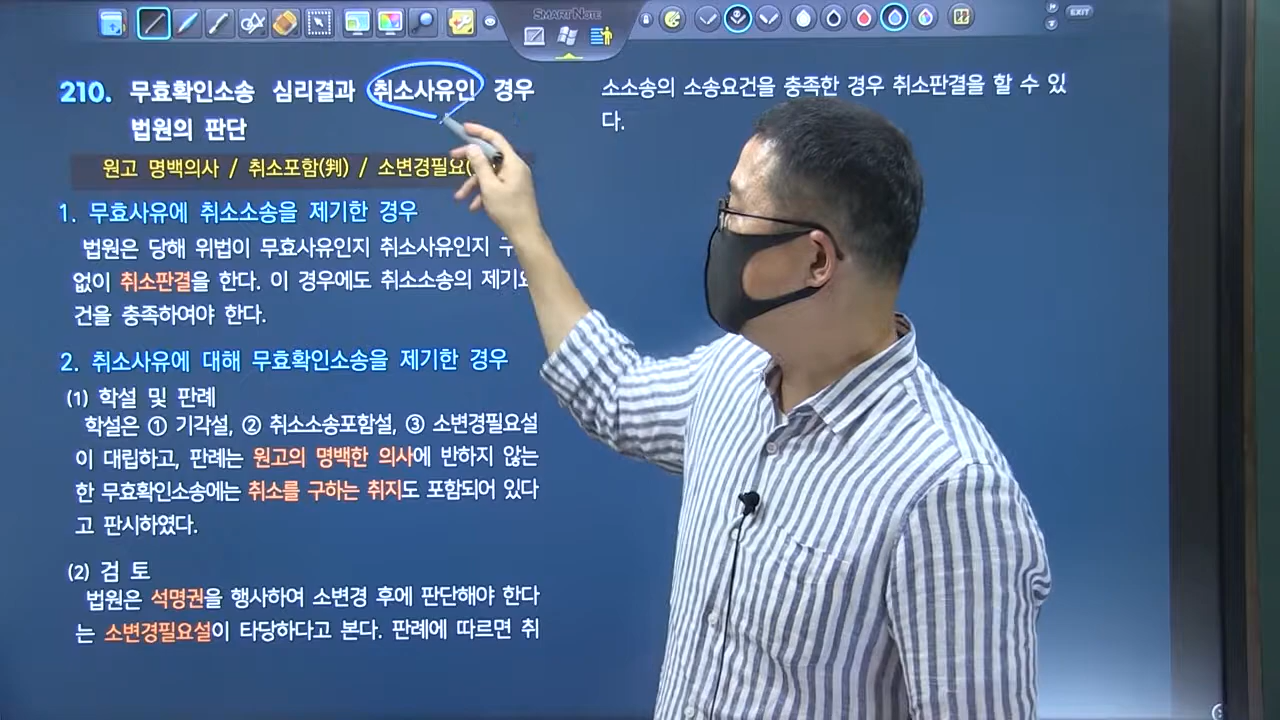 SMARTNOTE
EXIT
210. 무효확인소송 심리결과 취소사유인 경우
법원의 판단
원고 명백의사 / 취소포함(判) / 소변경필요(
1. 무효사유에 취소소송을 제기한 경우
법원은 당해 위법이 무효사유인지 취소사유인지 구
없이 취소판결을 한다. 이 경우에도 취소소송의 제기요
건을 충족하여야 한다.
2. 취소사유에 대해 무효확인소송을 제기한 경우
(1) 학설 및 판례
학설은 ① 기각설, ② 취소소송포함설, ③ 소변경필요설
이 대립하고, 판례는 원고의 명백한 의사에 반하지 않는
한 무효확인소송에는 취소를 구하는 취지도 포함되어 있다
고 판시하였다.
(2) 검 토
법원은 석명권을 행사하여 소변경 후에 판단해야 한다
는 소변경필요설이 타당하다고 본다. 판례에 따르면 취
소소송의 소송요건을 충족한 경우 취소판결을 할 수 있
다.